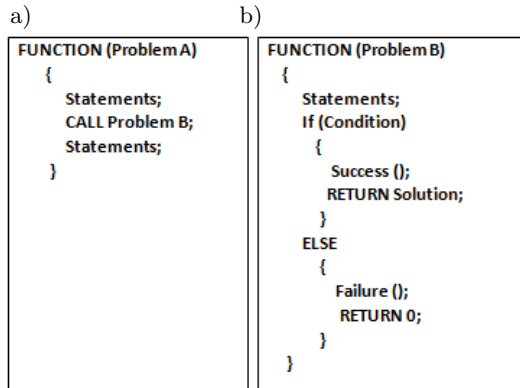 a)
FUNCTION (Problem A)
{
Statements;
CALL Problem B;
Statements;
}
b)
FUNCTION (Problem B)
{
Statements;
If (Condition)
{
Success ();
RETURN Solution;
}
ELSE
{
Failure ();
RETURN 0;
}
}